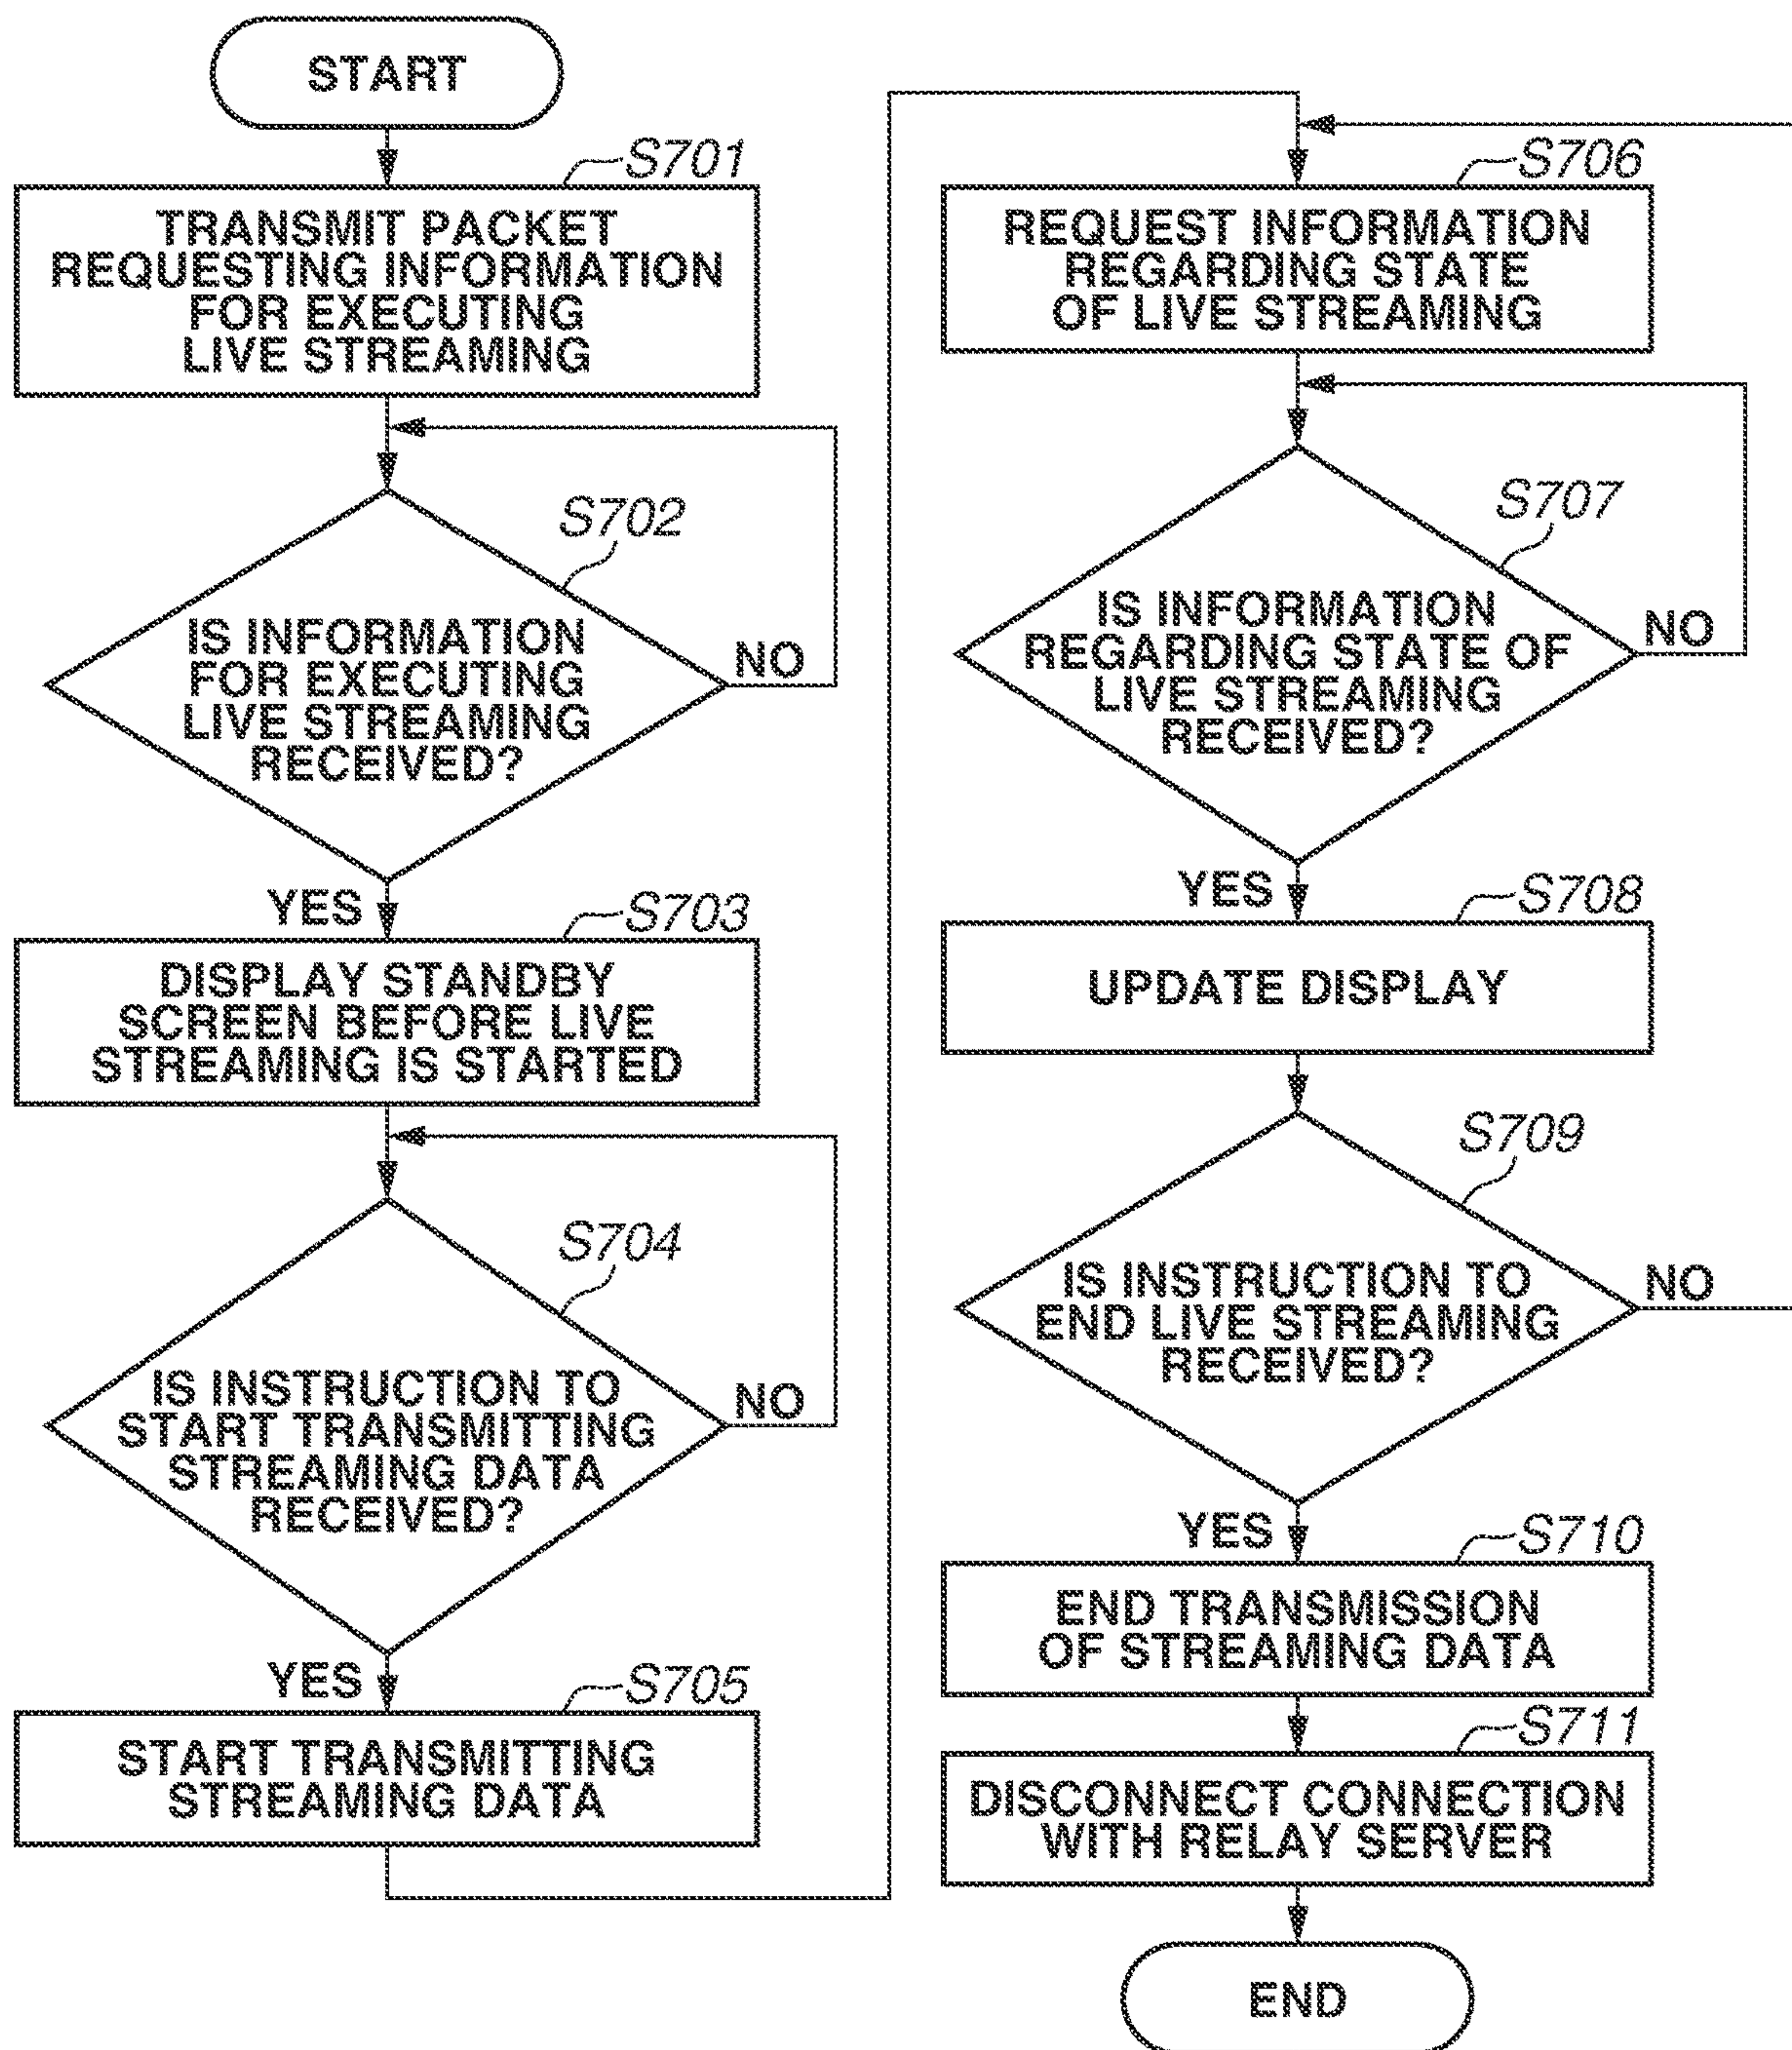 START
S701
TRANSMIT PACKET
REQUESTING INFORMATION
FOR EXECUTING
LIVE STREAMING
S702
IS INFORMATION
FOR EXECUTING
LIVE STREAMING
RECEIVED?
NO
YES
S703
DISPLAY STANDBY
SCREEN BEFORE LIVE
STREAMING IS STARTED
S704
IS INSTRUCTION TO
START TRANSMITTING
STREAMING DATA
RECEIVED?
NO
YES
S705
START TRANSMITTING
STREAMING DATA
S706
REQUEST INFORMATION
REGARDING STATE
OF LIVE STREAMING
S707
IS INFORMATION
REGARDING STATE OF
LIVE STREAMING
RECEIVED?
NO
YES
S708
UPDATE DISPLAY
S709
IS INSTRUCTION TO
END LIVE STREAMING
RECEIVED?
NO
YES
S710
END TRANSMISSION
OF STREAMING DATA
S711
DISCONNECT CONNECTION
WITH RELAY SERVER
END